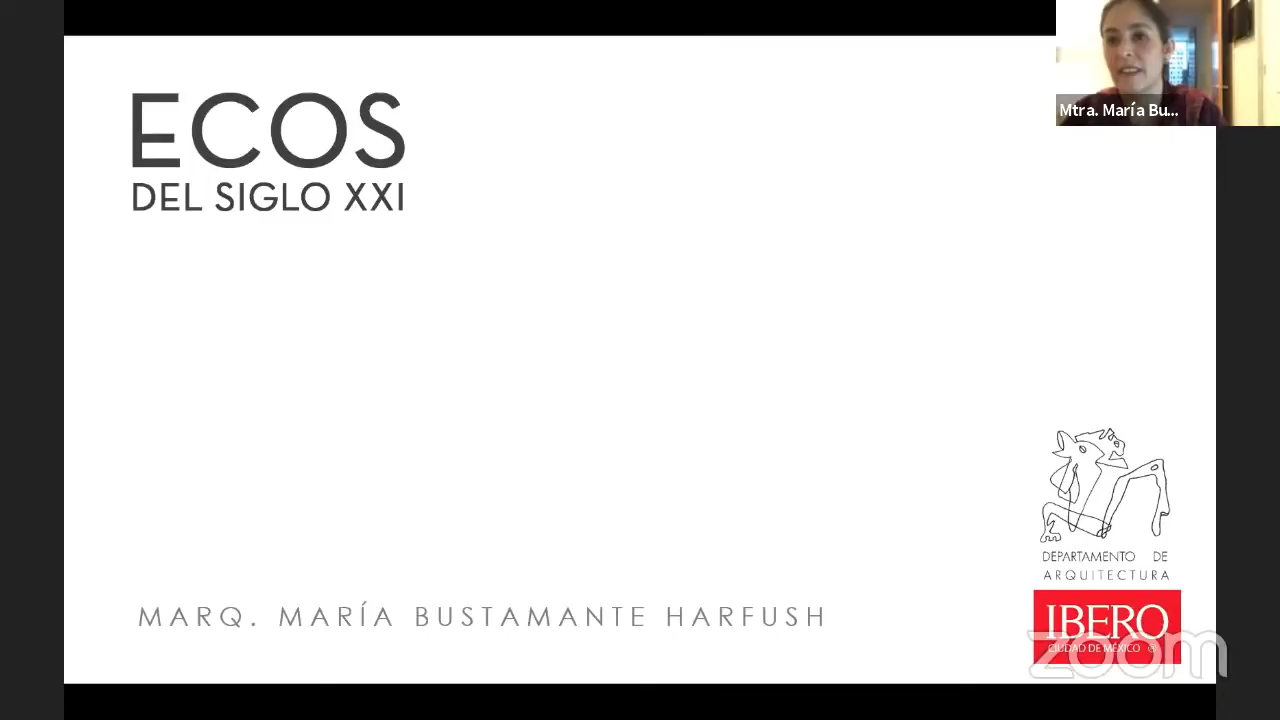 Mtra. María Bu...
ECOS
DEL SIGLO XXI
DEPARTAMENTO DE
ARQUITECTURA
MARQ. MARÍA BUSTAMANTE HARFUSH
IBERO
CIUDAD DE MÉXICO ®
zoom